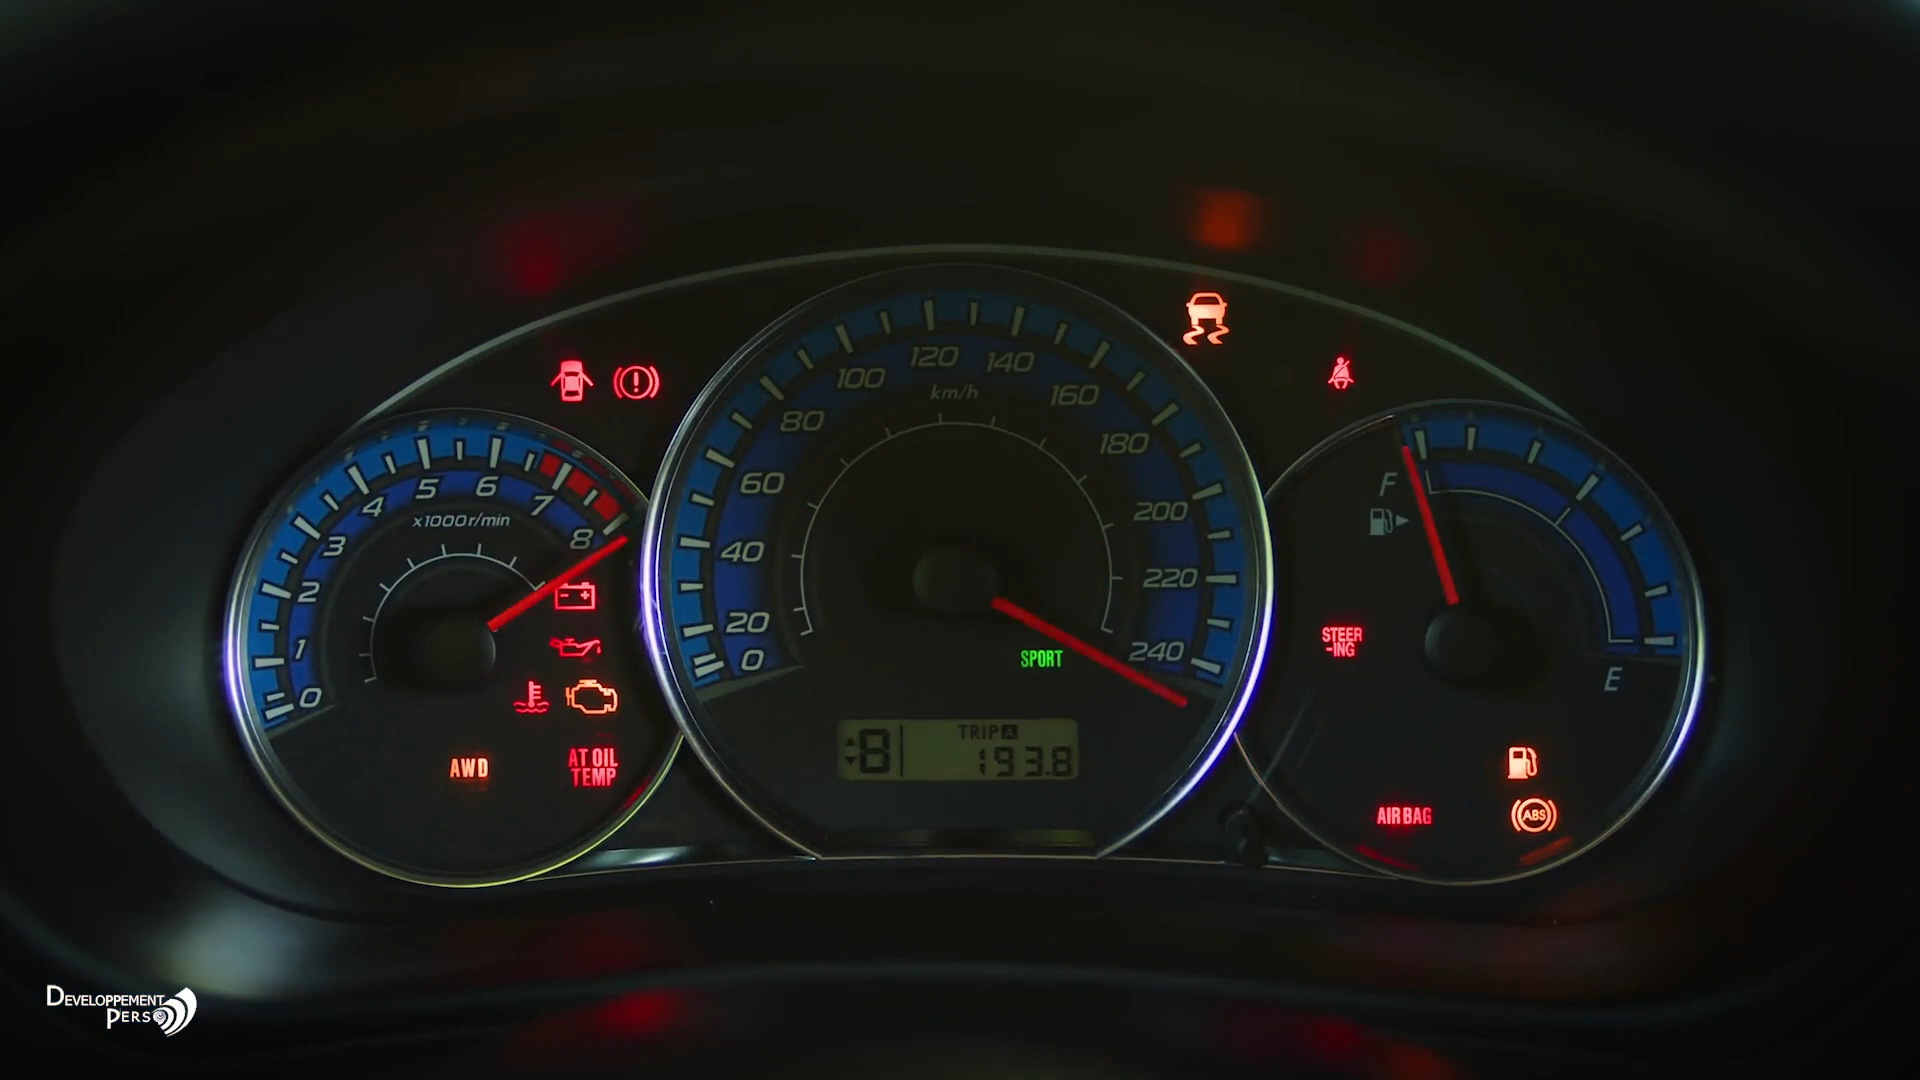 0
1
2
3
4
5
6
7
8
x1000r/min
- +
AWD
AT OIL
TEMP
0
20
40
60
80
100
120
140
160
180
200
220
240
km/h
SPORT
8
TRIP A
193.8
F
E
STEER
-ING
AIRBAG
ABS
DEVELOPPEMENT
PERSO